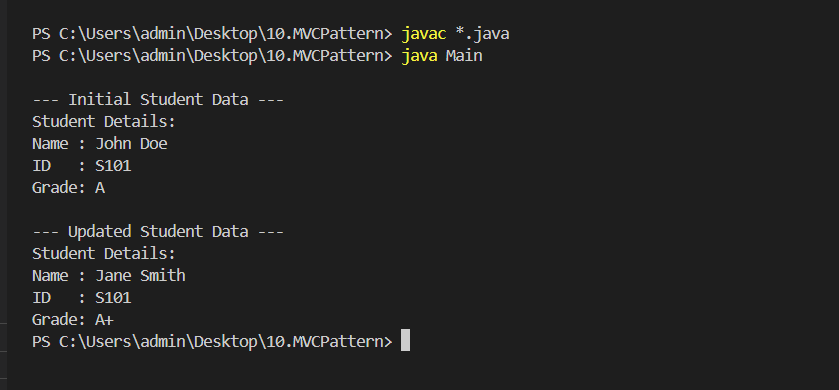 PS C:\Users\admin\Desktop\10.MVCPattern> javac *.java
PS C:\Users\admin\Desktop\10.MVCPattern> java Main
--- Initial Student Data ---
Student Details:
Name : John Doe
ID   : S101
Grade: A
--- Updated Student Data ---
Student Details:
Name : Jane Smith
ID   : S101
Grade: A+
PS C:\Users\admin\Desktop\10.MVCPattern>